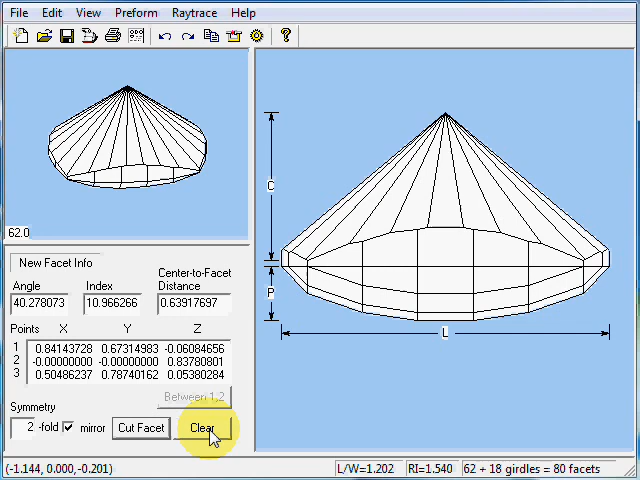 File Edit View Preform Raytrace Help
62.0
C
P
L
New Facet Info
Angle Index Center-to-Facet Distance
40.278073 10.966266 0.63917697
Points X Y Z
1 0.84143728 0.67314983 -0.06084656
2 -0.00000000 -0.00000000 0.83780801
3 0.50486237 0.78740162 0.05380284
Between 1,2
Symmetry
2 -fold mirror Cut Facet Clear
(-1.144, 0.000,-0.201) L/W=1.202 RI=1.540 62 + 18 girdles = 80 facets